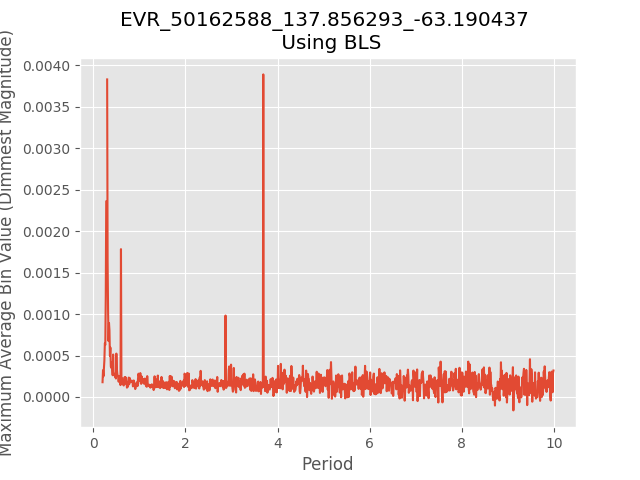 EVR_50162588_137.856293_-63.190437
Using BLS
Maximum Average Bin Value (Dimmest Magnitude)
0.0040
0.0035
0.0030
0.0025
0.0020
0.0015
0.0010
0.0005
0.0000
0 2 4 6 8 10
Period